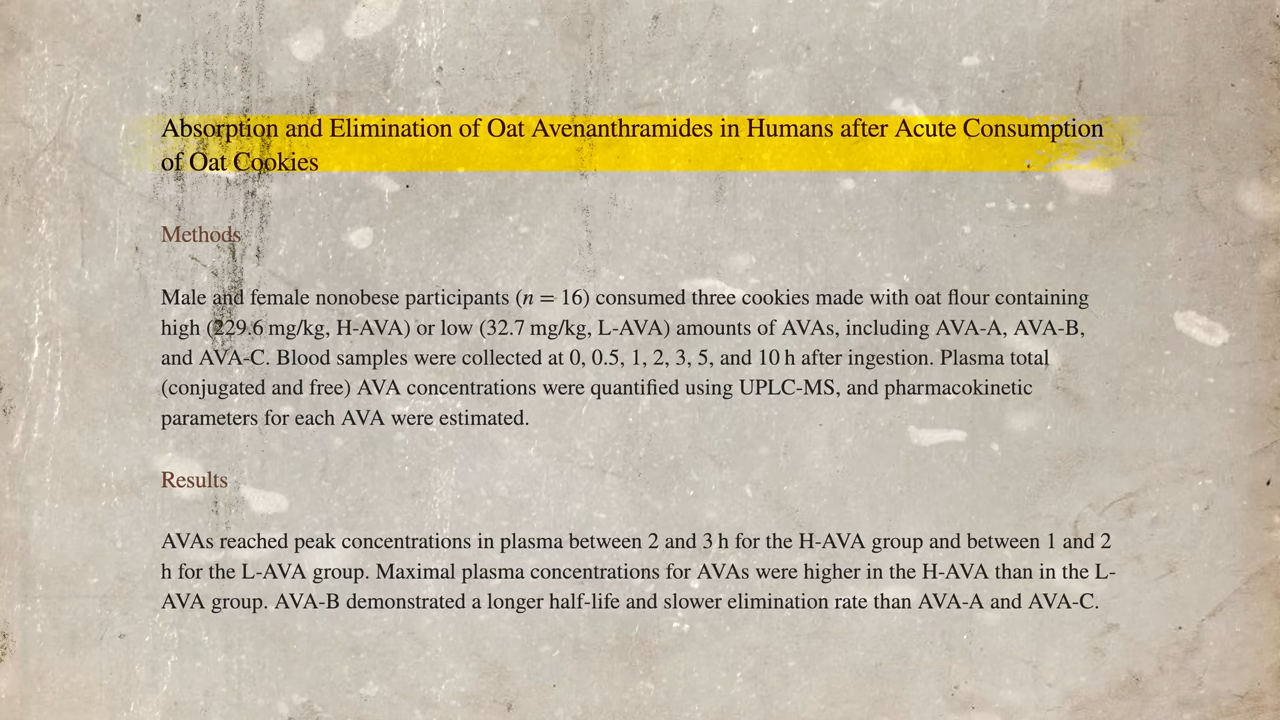 Absorption and Elimination of Oat Avenanthramides in Humans after Acute Consumption
of Oat Cookies
Methods
Male and female nonobese participants (n = 16) consumed three cookies made with oat flour containing
high (229.6 mg/kg, H-AVA) or low (32.7 mg/kg, L-AVA) amounts of AVAs, including AVA-A, AVA-B,
and AVA-C. Blood samples were collected at 0, 0.5, 1, 2, 3, 5, and 10 h after ingestion. Plasma total
(conjugated and free) AVA concentrations were quantified using UPLC-MS, and pharmacokinetic
parameters for each AVA were estimated.
Results
AVAs reached peak concentrations in plasma between 2 and 3 h for the H-AVA group and between 1 and 2
h for the L-AVA group. Maximal plasma concentrations for AVAs were higher in the H-AVA than in the L-
AVA group. AVA-B demonstrated a longer half-life and slower elimination rate than AVA-A and AVA-C.